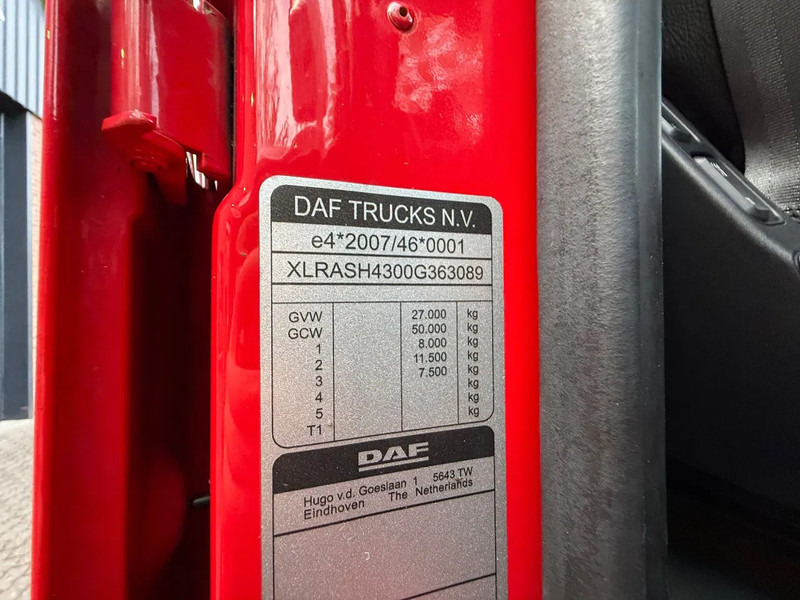 DAF TRUCKS N.V.
e4*2007/46*0001
XLRASH4300G363089
GVW 27.000 kg
GCW 50.000 kg
1 8.000 kg
2 11.500 kg
3 7.500 kg
4 kg
5 kg
T1 kg
DAF
Hugo v.d. Goeslaan 1 5643 TW
Eindhoven The Netherlands